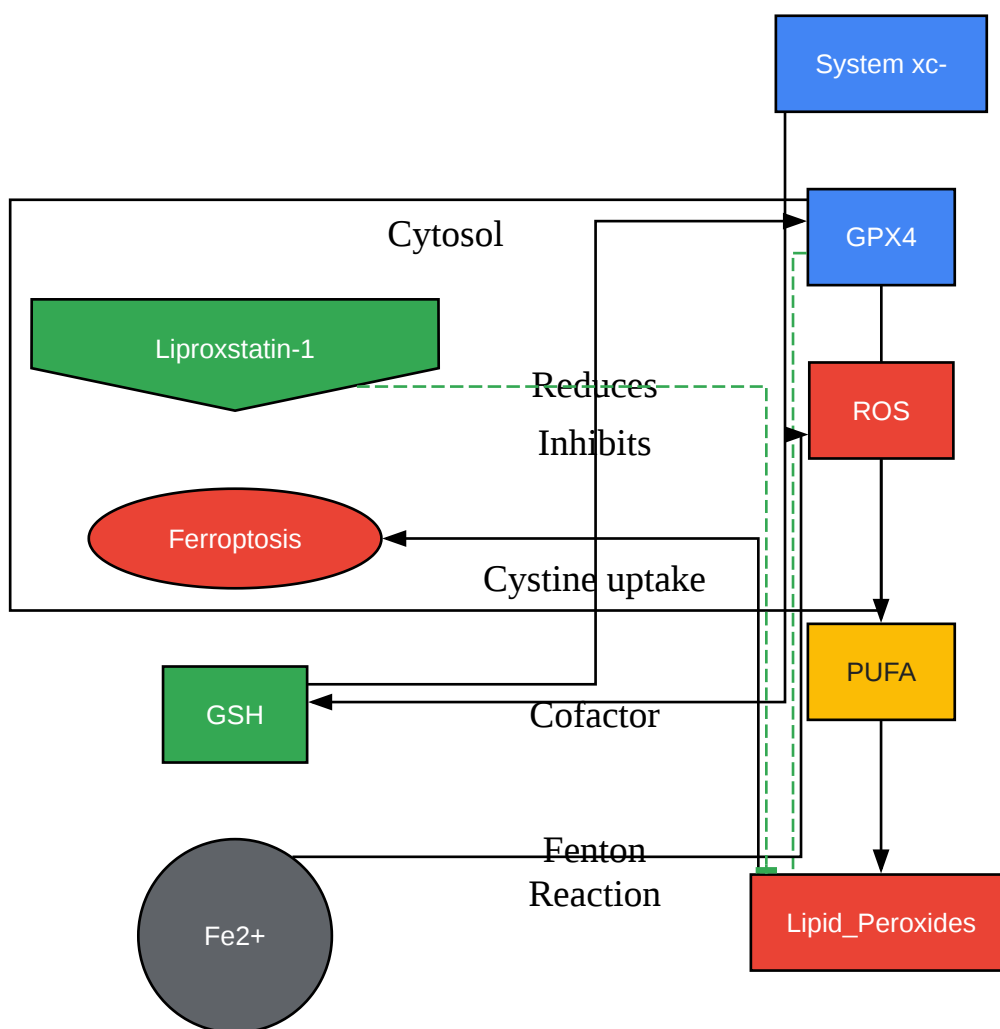 System xc-
Cytosol
GPX4
Liproxstatin-1
Reduces
ROS
Inhibits
Ferroptosis
Cystine uptake
PUFA
GSH
Cofactor
Fenton
Reaction
Fe2+
Lipid_Peroxides